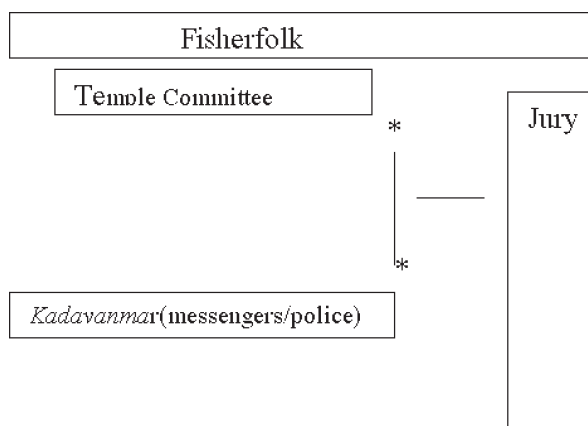 Fisherfolk
Temple Committee
*
Jury
*
Kadavanmar(messengers/police)